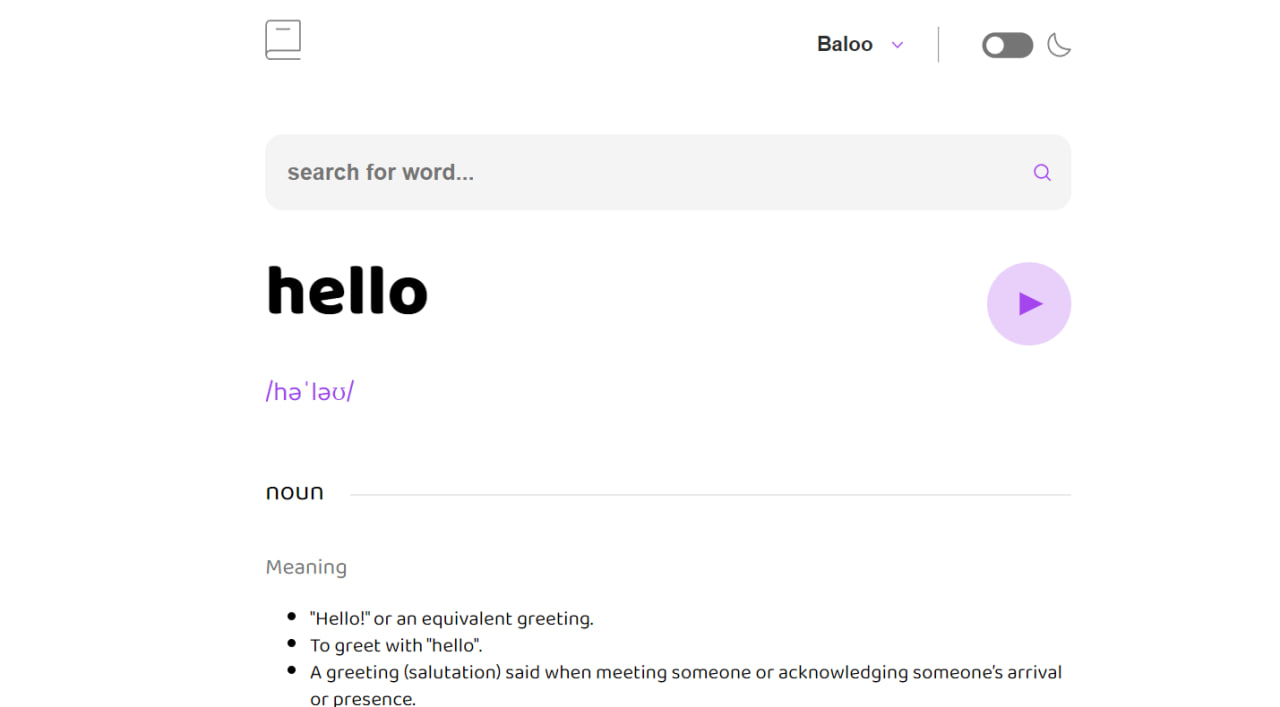 Baloo
search for word...
hello
/həˈləʊ/
noun
Meaning
"Hello!" or an equivalent greeting.
To greet with "hello".
A greeting (salutation) said when meeting someone or acknowledging someone's arrival
or presence.